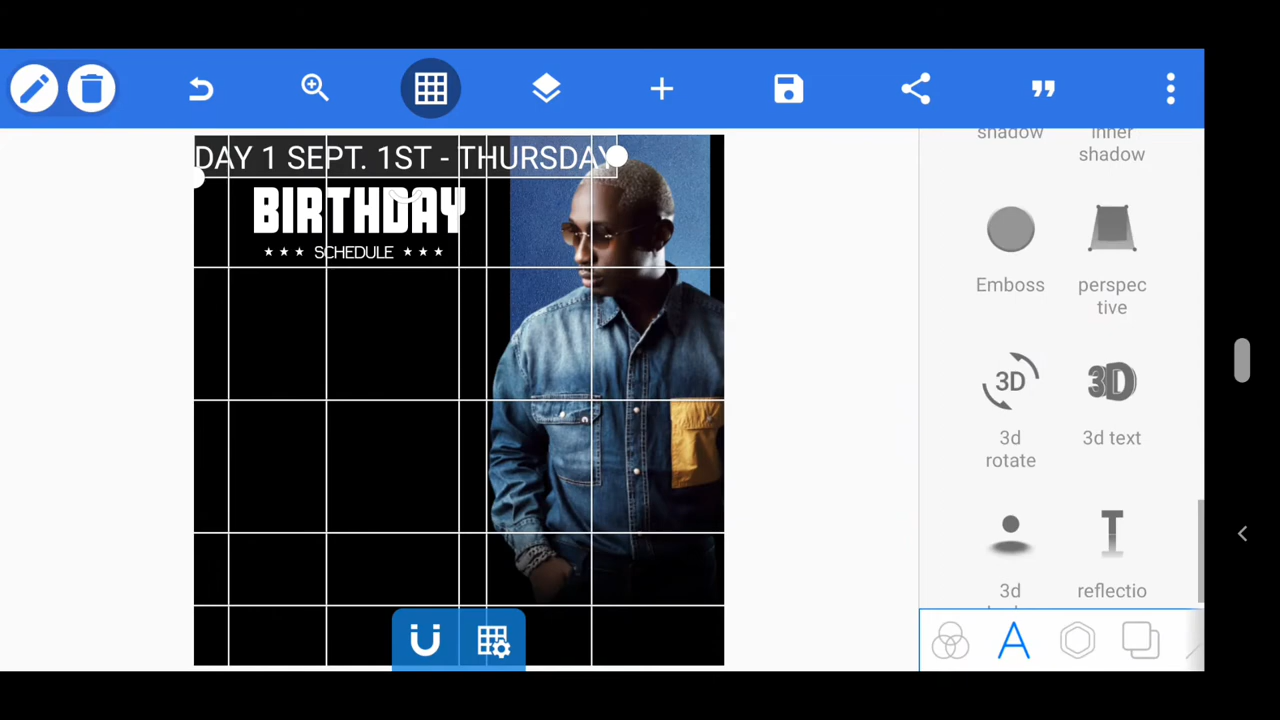 shadow
inner
shadow
DAY 1 SEPT. 1ST - THURSDAY
BIRTHDAY
★ ★ ★ SCHEDULE ★ ★ ★
Emboss
perspec
tive
3D
3d
rotate
3D
3d text
3d
T
reflectio
A